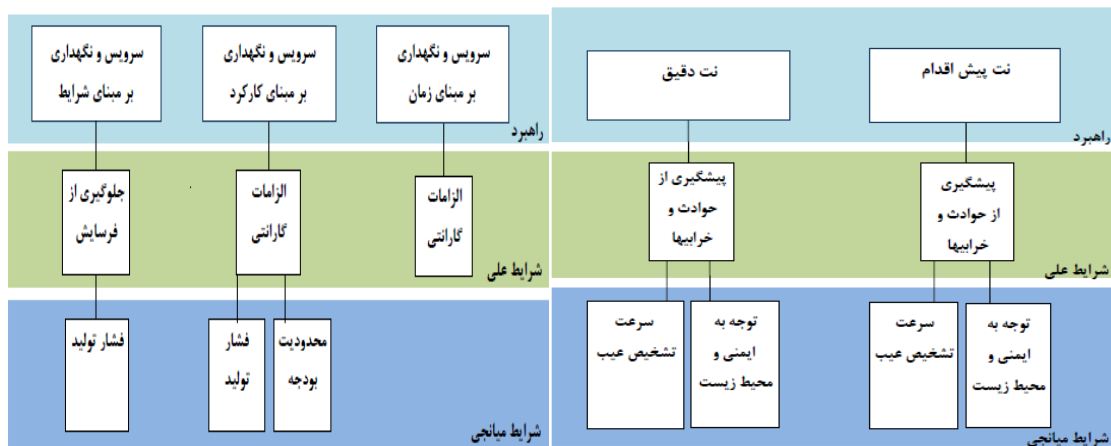 نت پیش اقدام
نت دقیق
راهبرد
پیشگیری
از حوادث و
خرابیها
پیشگیری از
حوادث و
خرابیها
شرایط علی
توجه به
ایمنی و
محیط زیست
سرعت
تشخیص عیب
توجه به
ایمنی و
محیط زیست
سرعت
تشخیص عیب
شرایط میانجی
سرویس و نگهداری
بر مبنای زمان
سرویس و نگهداری
بر مبنای کارکرد
سرویس و نگهداری
بر مبنای شرایط
راهبرد
الزامات
گارانتی
الزامات
گارانتی
جلوگیری از
فرسایش
شرایط علی
محدودیت
بودجه
فشار
تولید
فشار تولید
شرایط میانجی